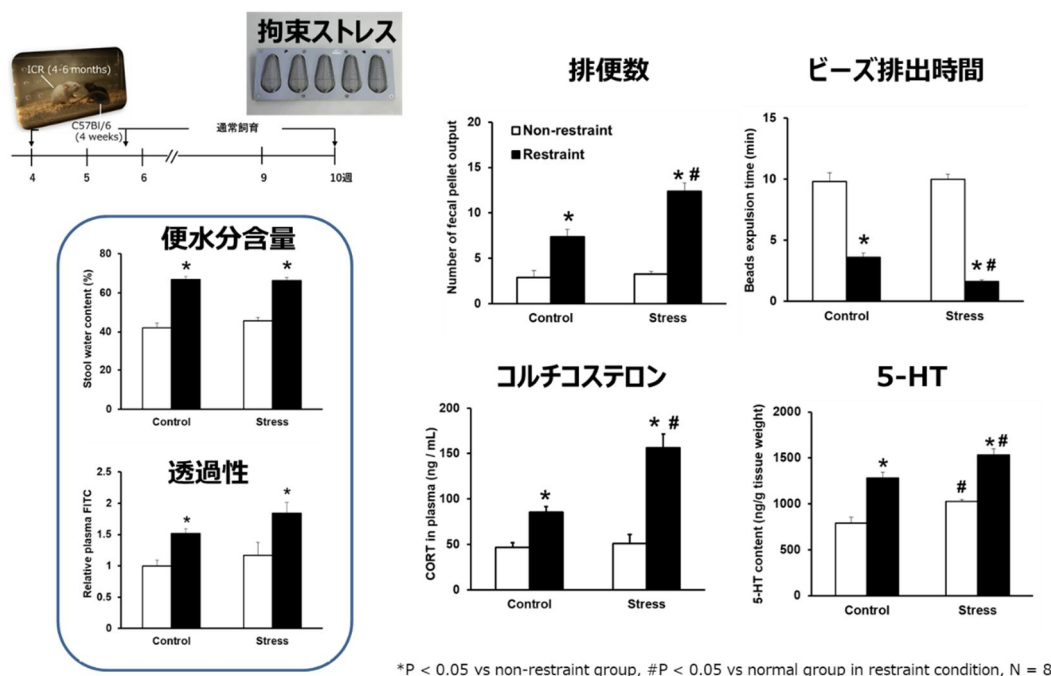 拘束ストレス
ICR (4-6 months)
C57Bl/6
(4 weeks)
通常飼育
4 5 6 9 10週
便水分含量
Stool water content (%)
80
60
40
20
0
* *
Control Stress
透過性
Relative plasma FITC
2.5
2
1.5
1
0.5
0
* *
Control Stress
排便数
Number of fecal pellet output
20
15
10
5
0
Non-restraint
Restraint
* * #
Control Stress
ビーズ排出時間
Beads expulsion time (min)
15
10
5
0
* * #
Control Stress
コルチコステロン
CORT in plasma (ng / mL)
200
150
100
50
0
* * #
Control Stress
5-HT
5-HT content (ng/g tissue weight)
2000
1500
1000
500
0
* # * #
Control Stress
*P < 0.05 vs non-restraint group, #P < 0.05 vs normal group in restraint condition, N = 8